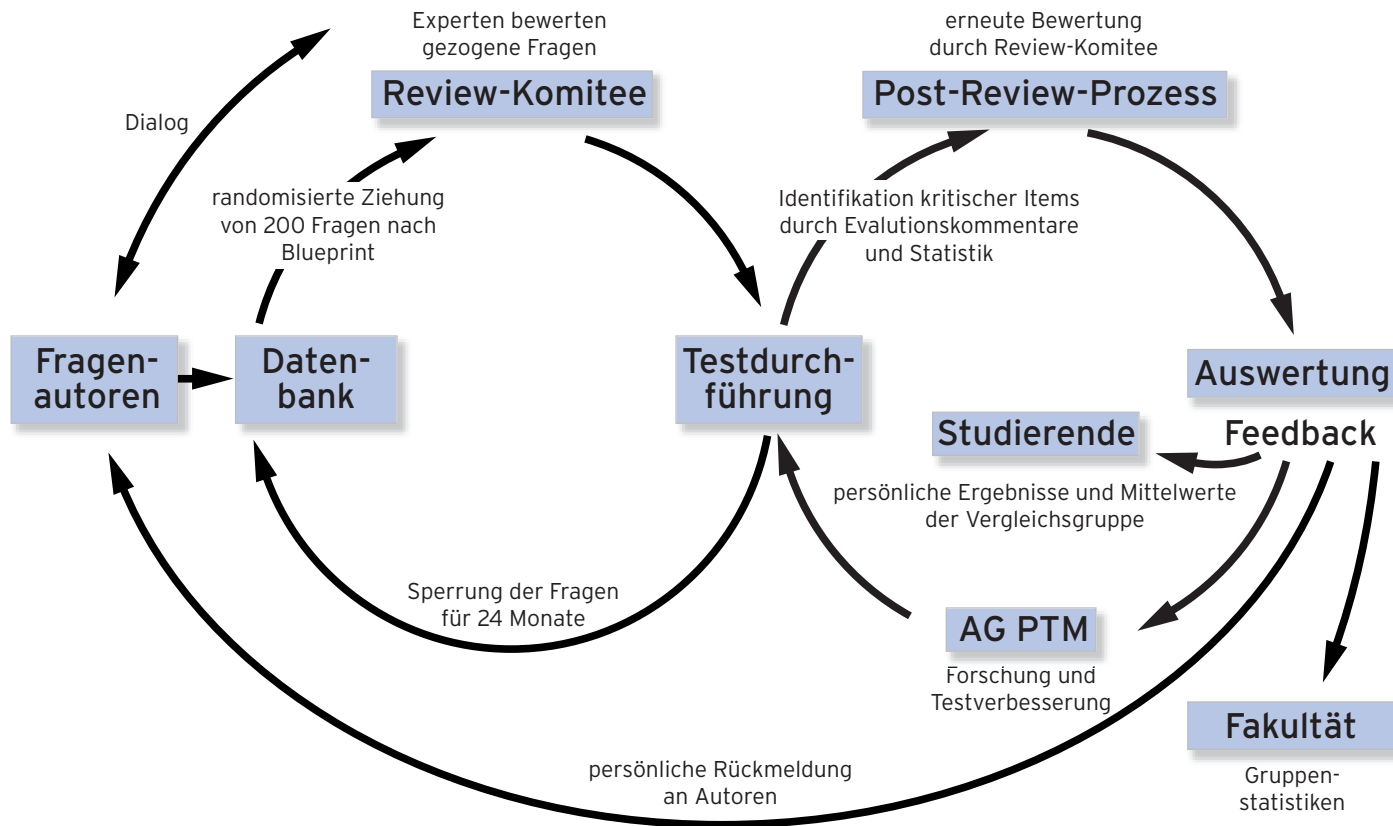 Experten bewerten
gezogene Fragen
Review-Komitee
erneute Bewertung
durch Review-Komitee
Post-Review-Prozess
Dialog
randomisierte Ziehung
von 200 Fragen nach
Blueprint
Identifikation kritischer Items
durch Evalutionskommentare
und Statistik
Fragen-
autoren
Daten-
bank
Testdurch-
führung
Auswertung
Feedback
Studierende
persönliche Ergebnisse und Mittelwerte
der Vergleichsgruppe
Sperrung der Fragen
für 24 Monate
AG PTM
Forschung und
Testverbesserung
Fakultät
Gruppen-
statistiken
persönliche Rückmeldung
an Autoren